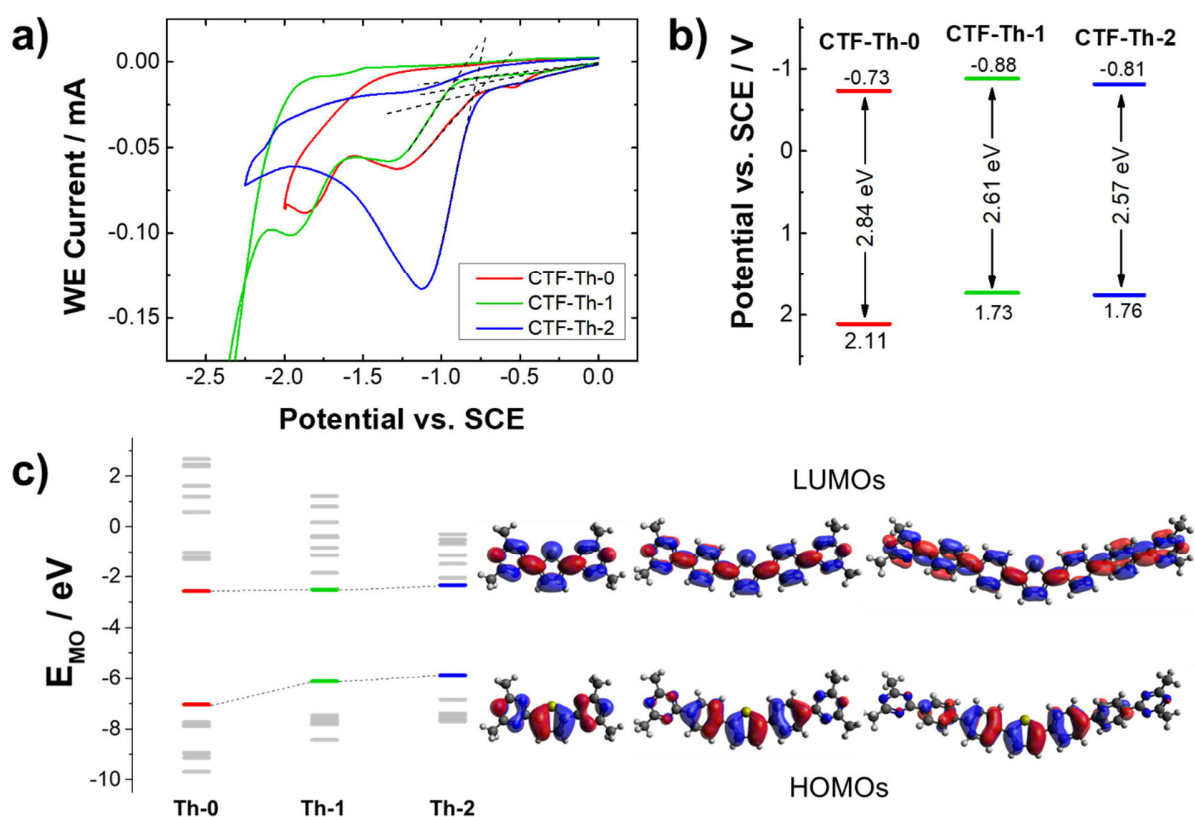 a)
WE Current / mA
0.00
-0.05
-0.10
-0.15
CTF-Th-0
CTF-Th-1
CTF-Th-2
-2.5 -2.0 -1.5 -1.0 -0.5 0.0
Potential vs. SCE
b)
Potential vs. SCE / V
CTF-Th-0 CTF-Th-1 CTF-Th-2
-1
0
1
2
-0.73 -0.88 -0.81
2.84 eV 2.61 eV 2.57 eV
2.11 1.73 1.76
c)
E_MO / eV
2
0
-2
-4
-6
-8
-10
Th-0 Th-1 Th-2
LUMOs
HOMOs